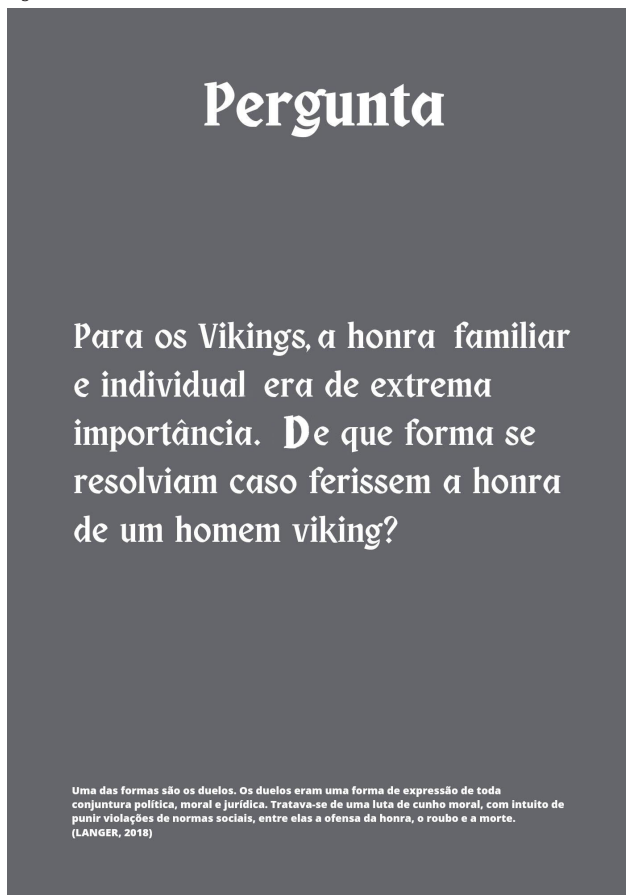 Pergunta
Para os Vikings, a honra familiar
e individual era de extrema
importância. De que forma se
resolviam caso ferissem a honra
de um homem viking?
Uma das formas são os duelos. Os duelos eram uma forma de expressão de toda
conjuntura política, moral e jurídica. Tratava-se de uma luta de cunho moral, com intuito de
punir violações de normas sociais, entre elas a ofensa da honra, o roubo e a morte.
(LANGER, 2018)